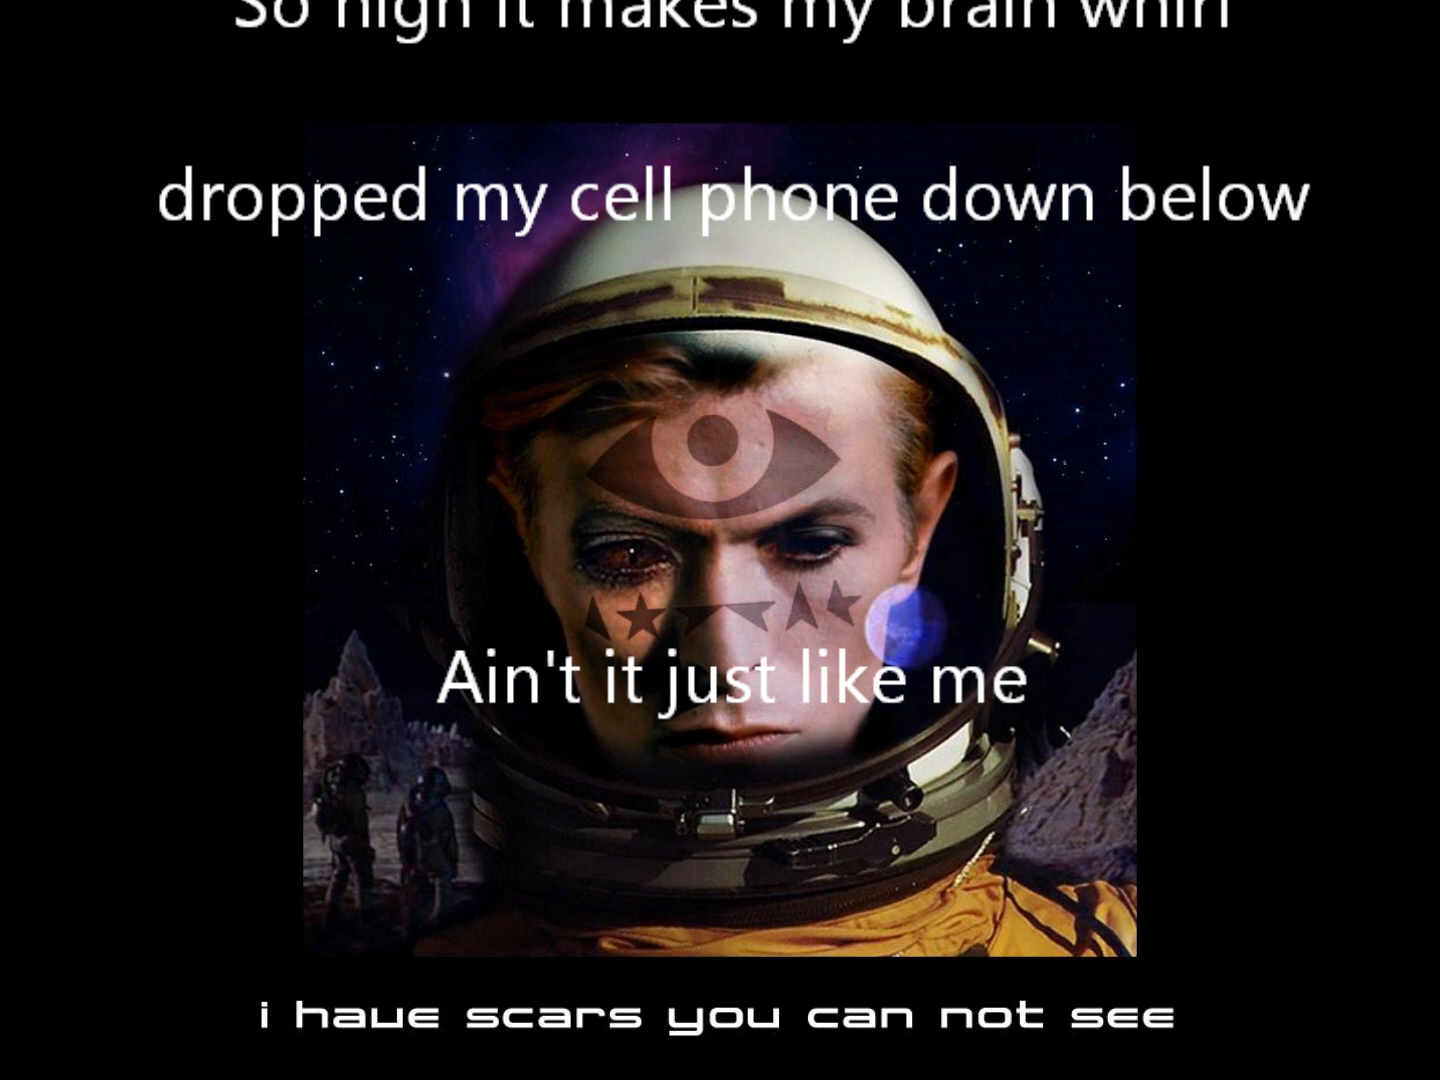 So high it makes my brain whirl
dropped my cell phone down below
Ain't it just like me
i have scars you can not see